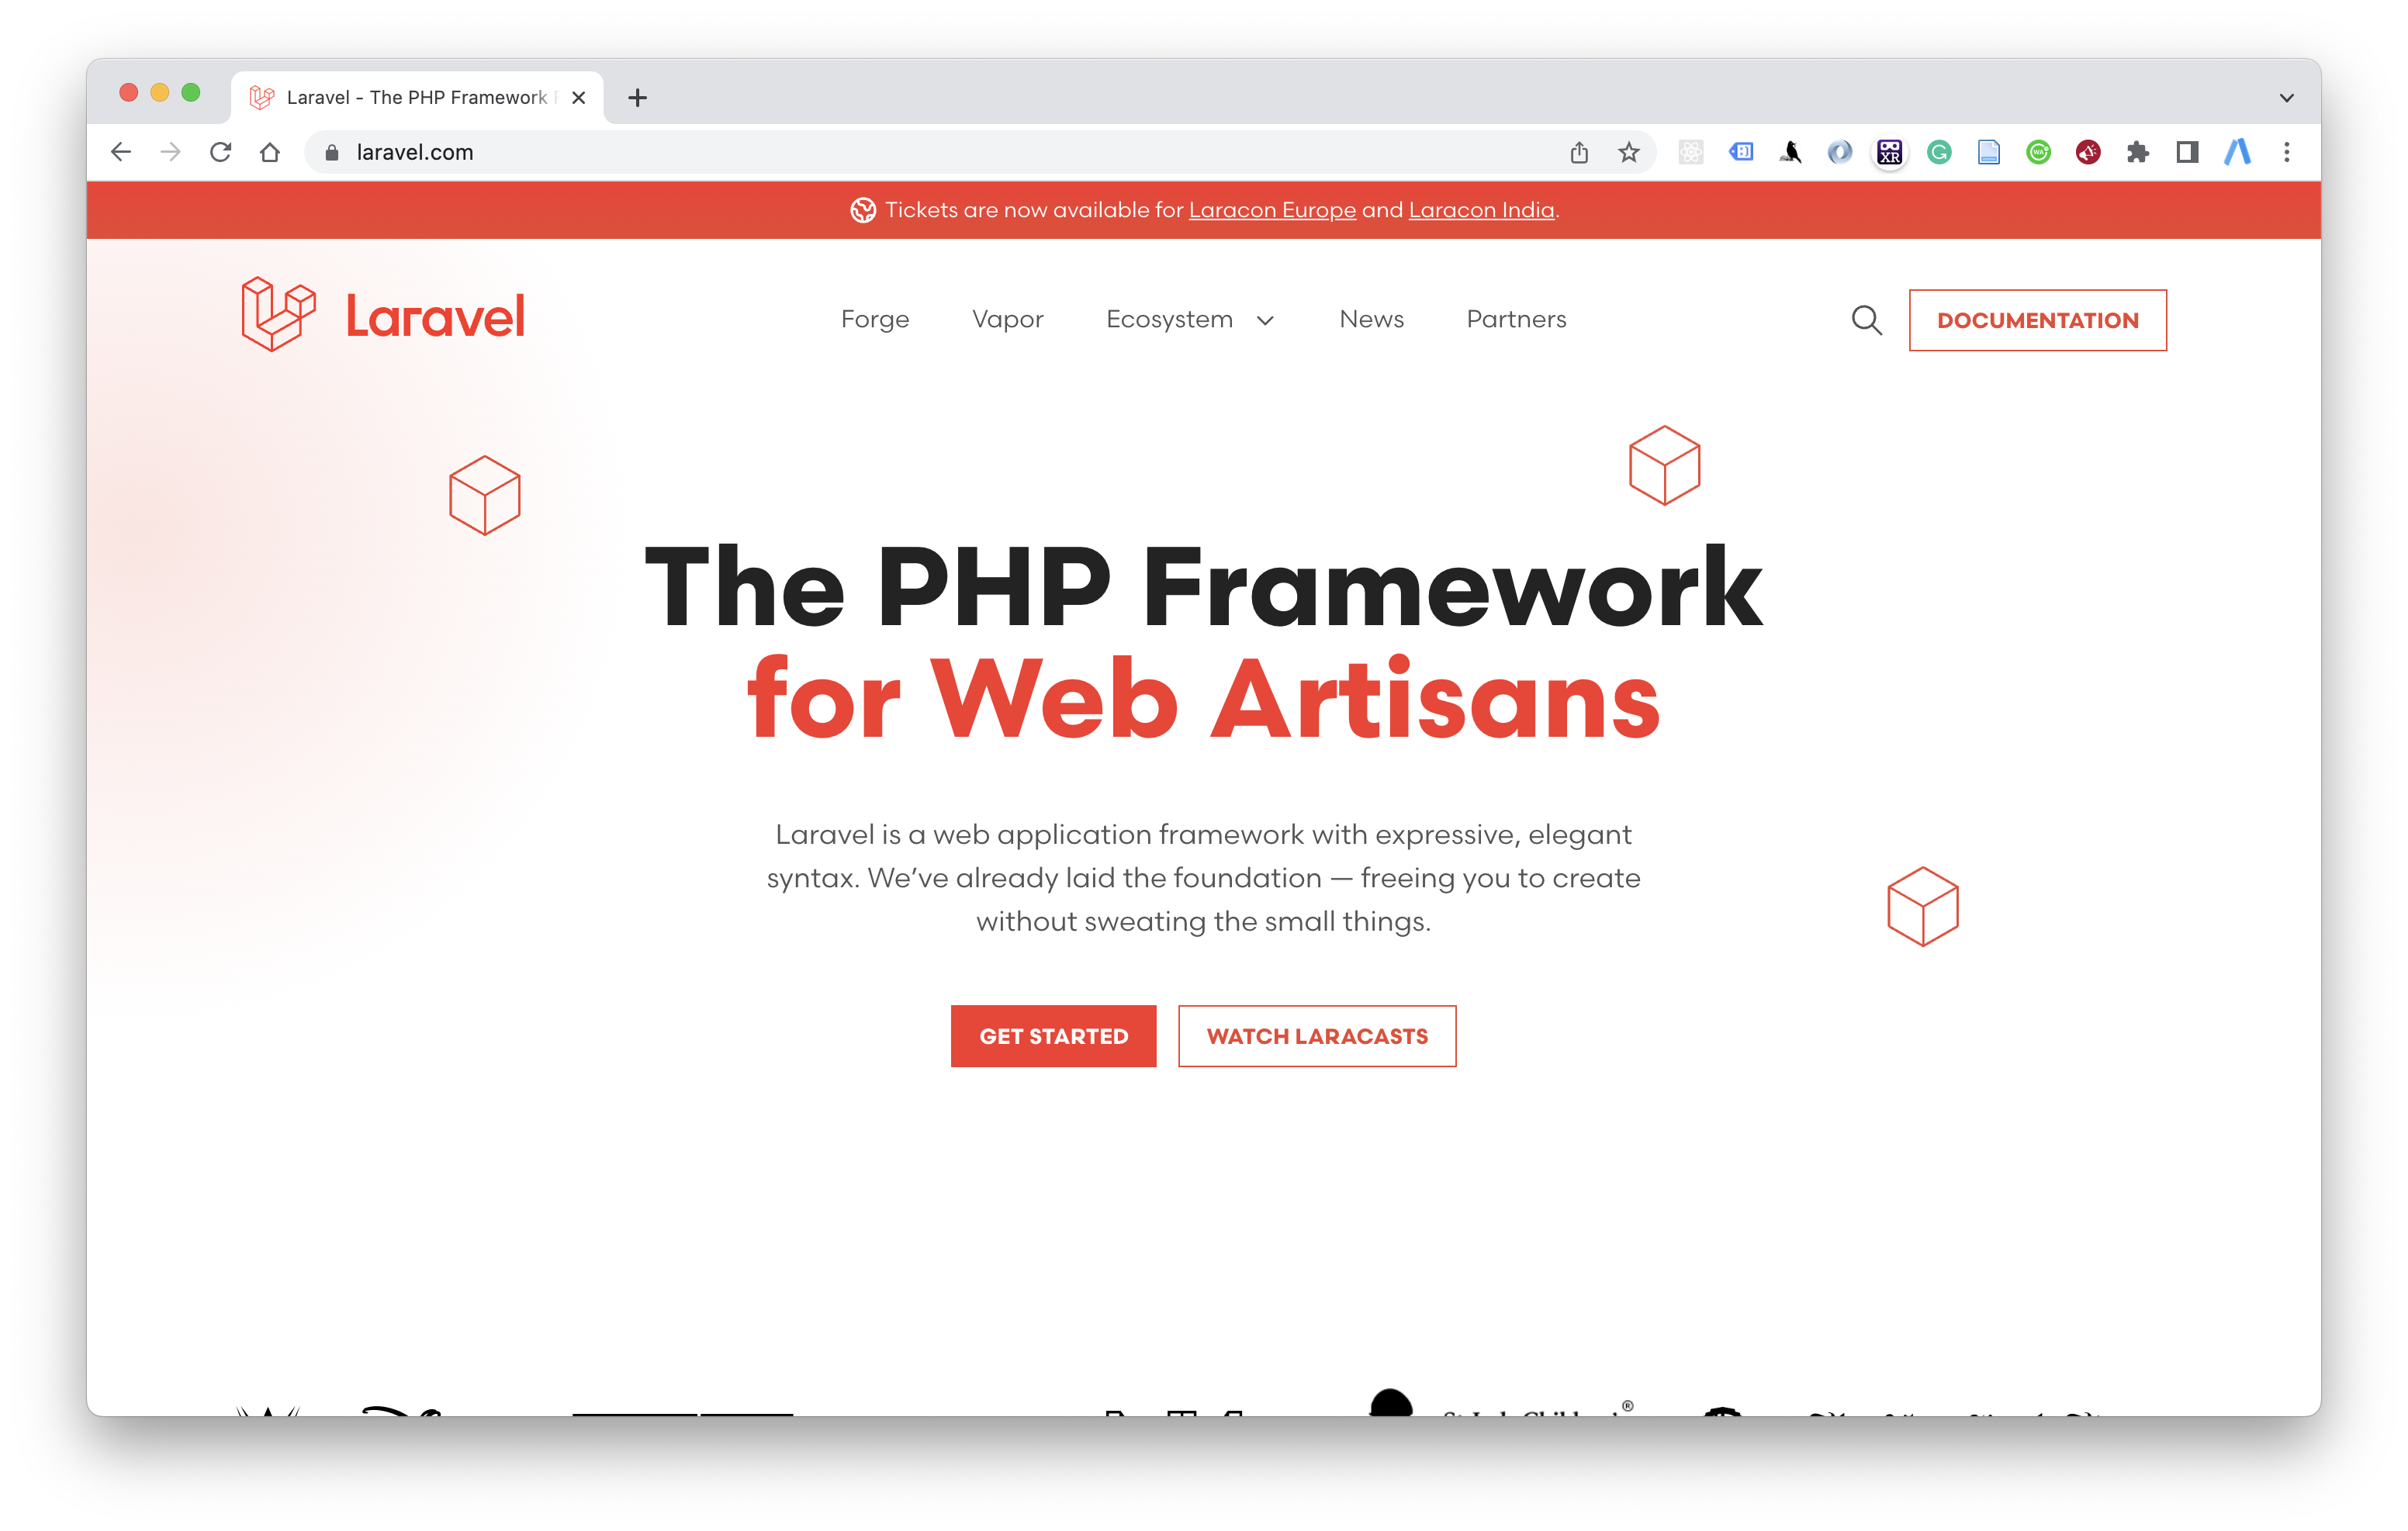 Laravel - The PHP Framework
laravel.com
Tickets are now available for Laracon Europe and Laracon India.
Laravel
Forge
Vapor
Ecosystem
News
Partners
DOCUMENTATION
The PHP Framework
for Web Artisans
Laravel is a web application framework with expressive, elegant
syntax. We’ve already laid the foundation — freeing you to create
without sweating the small things.
GET STARTED
WATCH LARACASTS